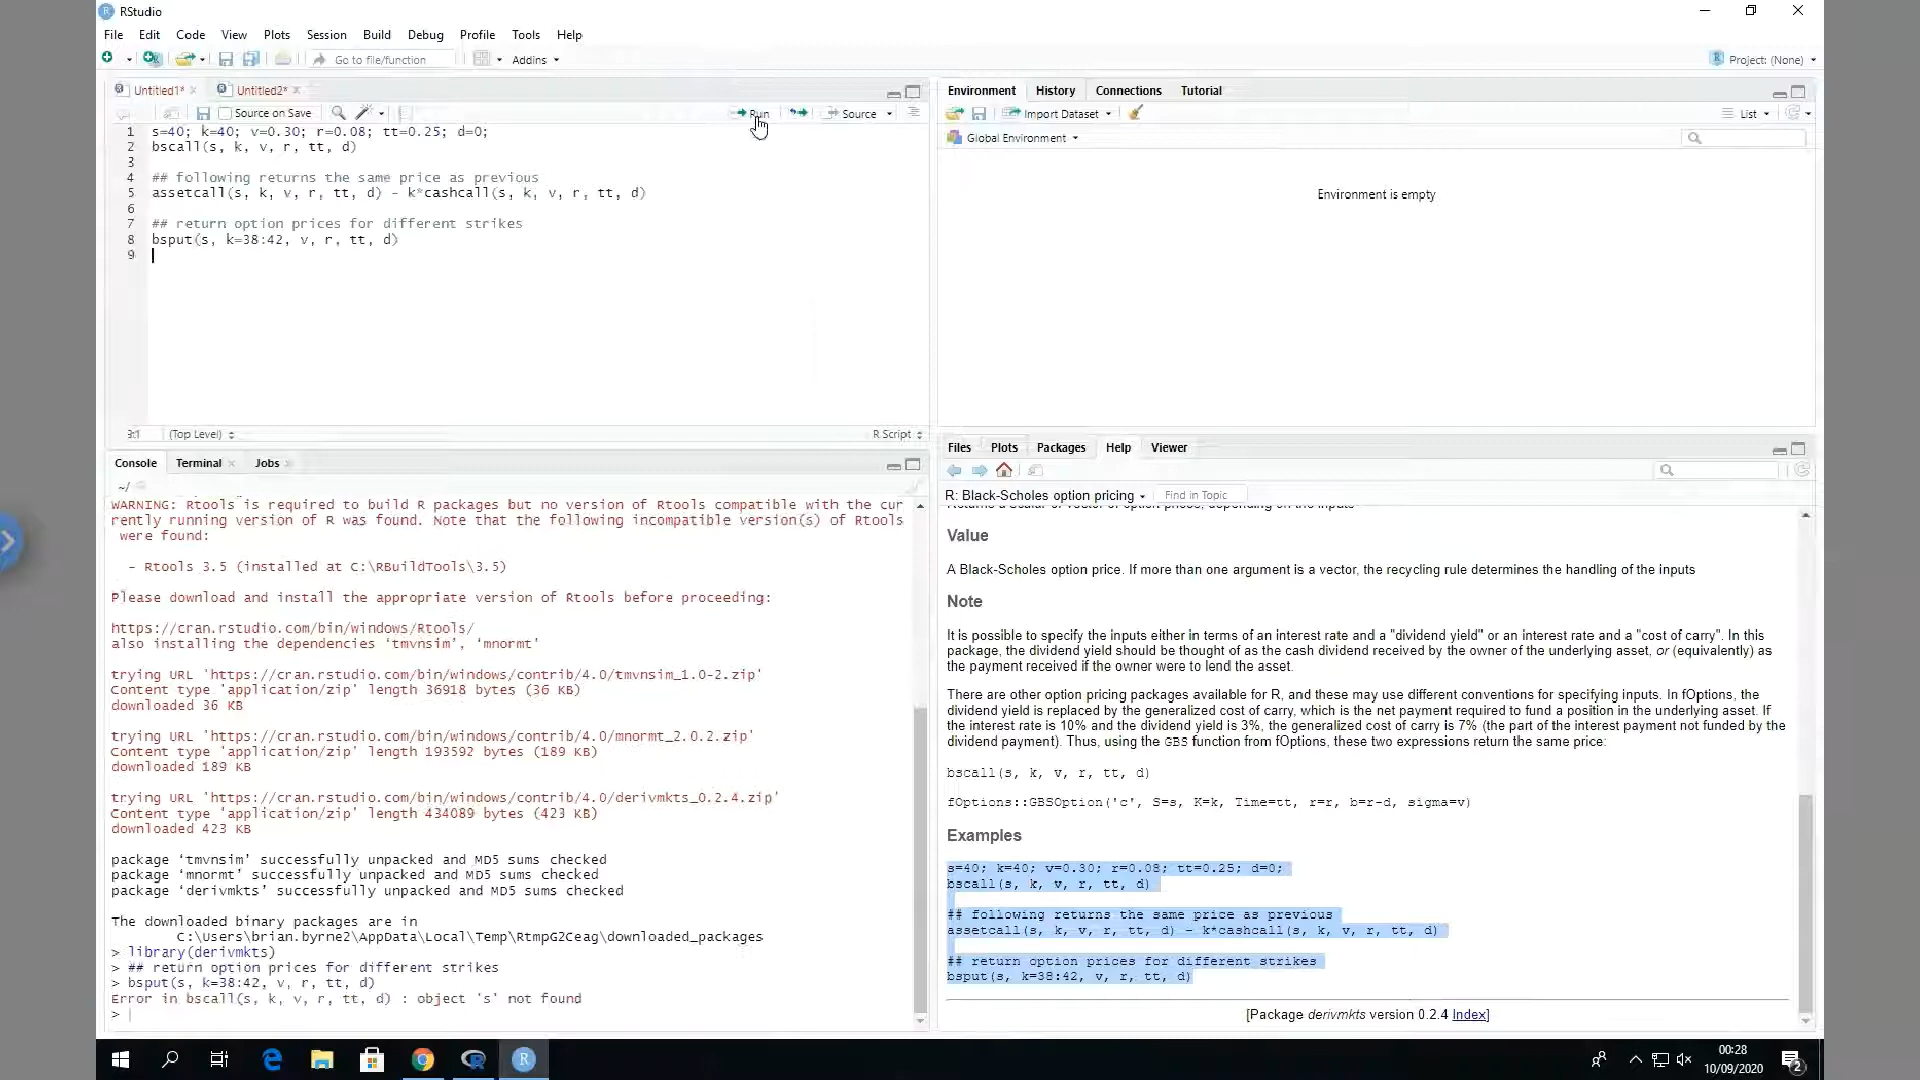 RStudio
File Edit Code View Plots Session Build Debug Profile Tools Help
Go to file/function Addins Project: (None)
Untitled1* Untitled2*
Source on Save Run Source
1 s=40; k=40; v=0.30; r=0.08; tt=0.25; d=0;
2 bscall(s, k, v, r, tt, d)
3
4 ## following returns the same price as previous
5 assetcall(s, k, v, r, tt, d) - k*cashcall(s, k, v, r, tt, d)
6
7 ## return option prices for different strikes
8 bsput(s, k=38:42, v, r, tt, d)
9
9:1 (Top Level) R Script
Console Terminal Jobs
~/
WARNING: Rtools is required to build R packages but no version of Rtools compatible with the cur
rently running version of R was found. Note that the following incompatible version(s) of Rtools
were found:
- Rtools 3.5 (installed at C:\RBuildTools\3.5)
Please download and install the appropriate version of Rtools before proceeding:
https://cran.rstudio.com/bin/windows/Rtools/
also installing the dependencies ‘tmvnsim’, ‘mnormt’
trying URL 'https://cran.rstudio.com/bin/windows/contrib/4.0/tmvnsim_1.0-2.zip'
Content type 'application/zip' length 36918 bytes (36 KB)
downloaded 36 KB
trying URL 'https://cran.rstudio.com/bin/windows/contrib/4.0/mnormt_2.0.2.zip'
Content type 'application/zip' length 193592 bytes (189 KB)
downloaded 189 KB
trying URL 'https://cran.rstudio.com/bin/windows/contrib/4.0/derivmkts_0.2.4.zip'
Content type 'application/zip' length 434089 bytes (423 KB)
downloaded 423 KB
package ‘tmvnsim’ successfully unpacked and MD5 sums checked
package ‘mnormt’ successfully unpacked and MD5 sums checked
package ‘derivmkts’ successfully unpacked and MD5 sums checked
The downloaded binary packages are in
C:\Users\brian.byrne2\AppData\Local\Temp\RtmpG2Ceag\downloaded_packages
> library(derivmkts)
> ## return option prices for different strikes
> bsput(s, k=38:42, v, r, tt, d)
Error in bscall(s, k, v, r, tt, d) : object 's' not found
>
Environment History Connections Tutorial
Import Dataset List
Global Environment
Environment is empty
Files Plots Packages Help Viewer
R: Black-Scholes option pricing Find in Topic
Returns a scalar or vector of option prices, depending on the inputs
Value
A Black-Scholes option price. If more than one argument is a vector, the recycling rule determines the handling of the inputs
Note
It is possible to specify the inputs either in terms of an interest rate and a "dividend yield" or an interest rate and a "cost of carry". In this
package, the dividend yield should be thought of as the cash dividend received by the owner of the underlying asset, or (equivalently) as
the payment received if the owner were to lend the asset.
There are other option pricing packages available for R, and these may use different conventions for specifying inputs. In fOptions, the
dividend yield is replaced by the generalized cost of carry, which is the net payment required to fund a position in the underlying asset. If
the interest rate is 10% and the dividend yield is 3%, the generalized cost of carry is 7% (the part of the interest payment not funded by the
dividend payment). Thus, using the GBS function from fOptions, these two expressions return the same price:
bscall(s, k, v, r, tt, d)
fOptions::GBSOption('c', S=s, K=k, Time=tt, r=r, b=r-d, sigma=v)
Examples
s=40; k=40; v=0.30; r=0.08; tt=0.25; d=0;
bscall(s, k, v, r, tt, d)
## following returns the same price as previous
assetcall(s, k, v, r, tt, d) - k*cashcall(s, k, v, r, tt, d)
## return option prices for different strikes
bsput(s, k=38:42, v, r, tt, d)
[Package derivmkts version 0.2.4 Index]
00:28
10/09/2020
2